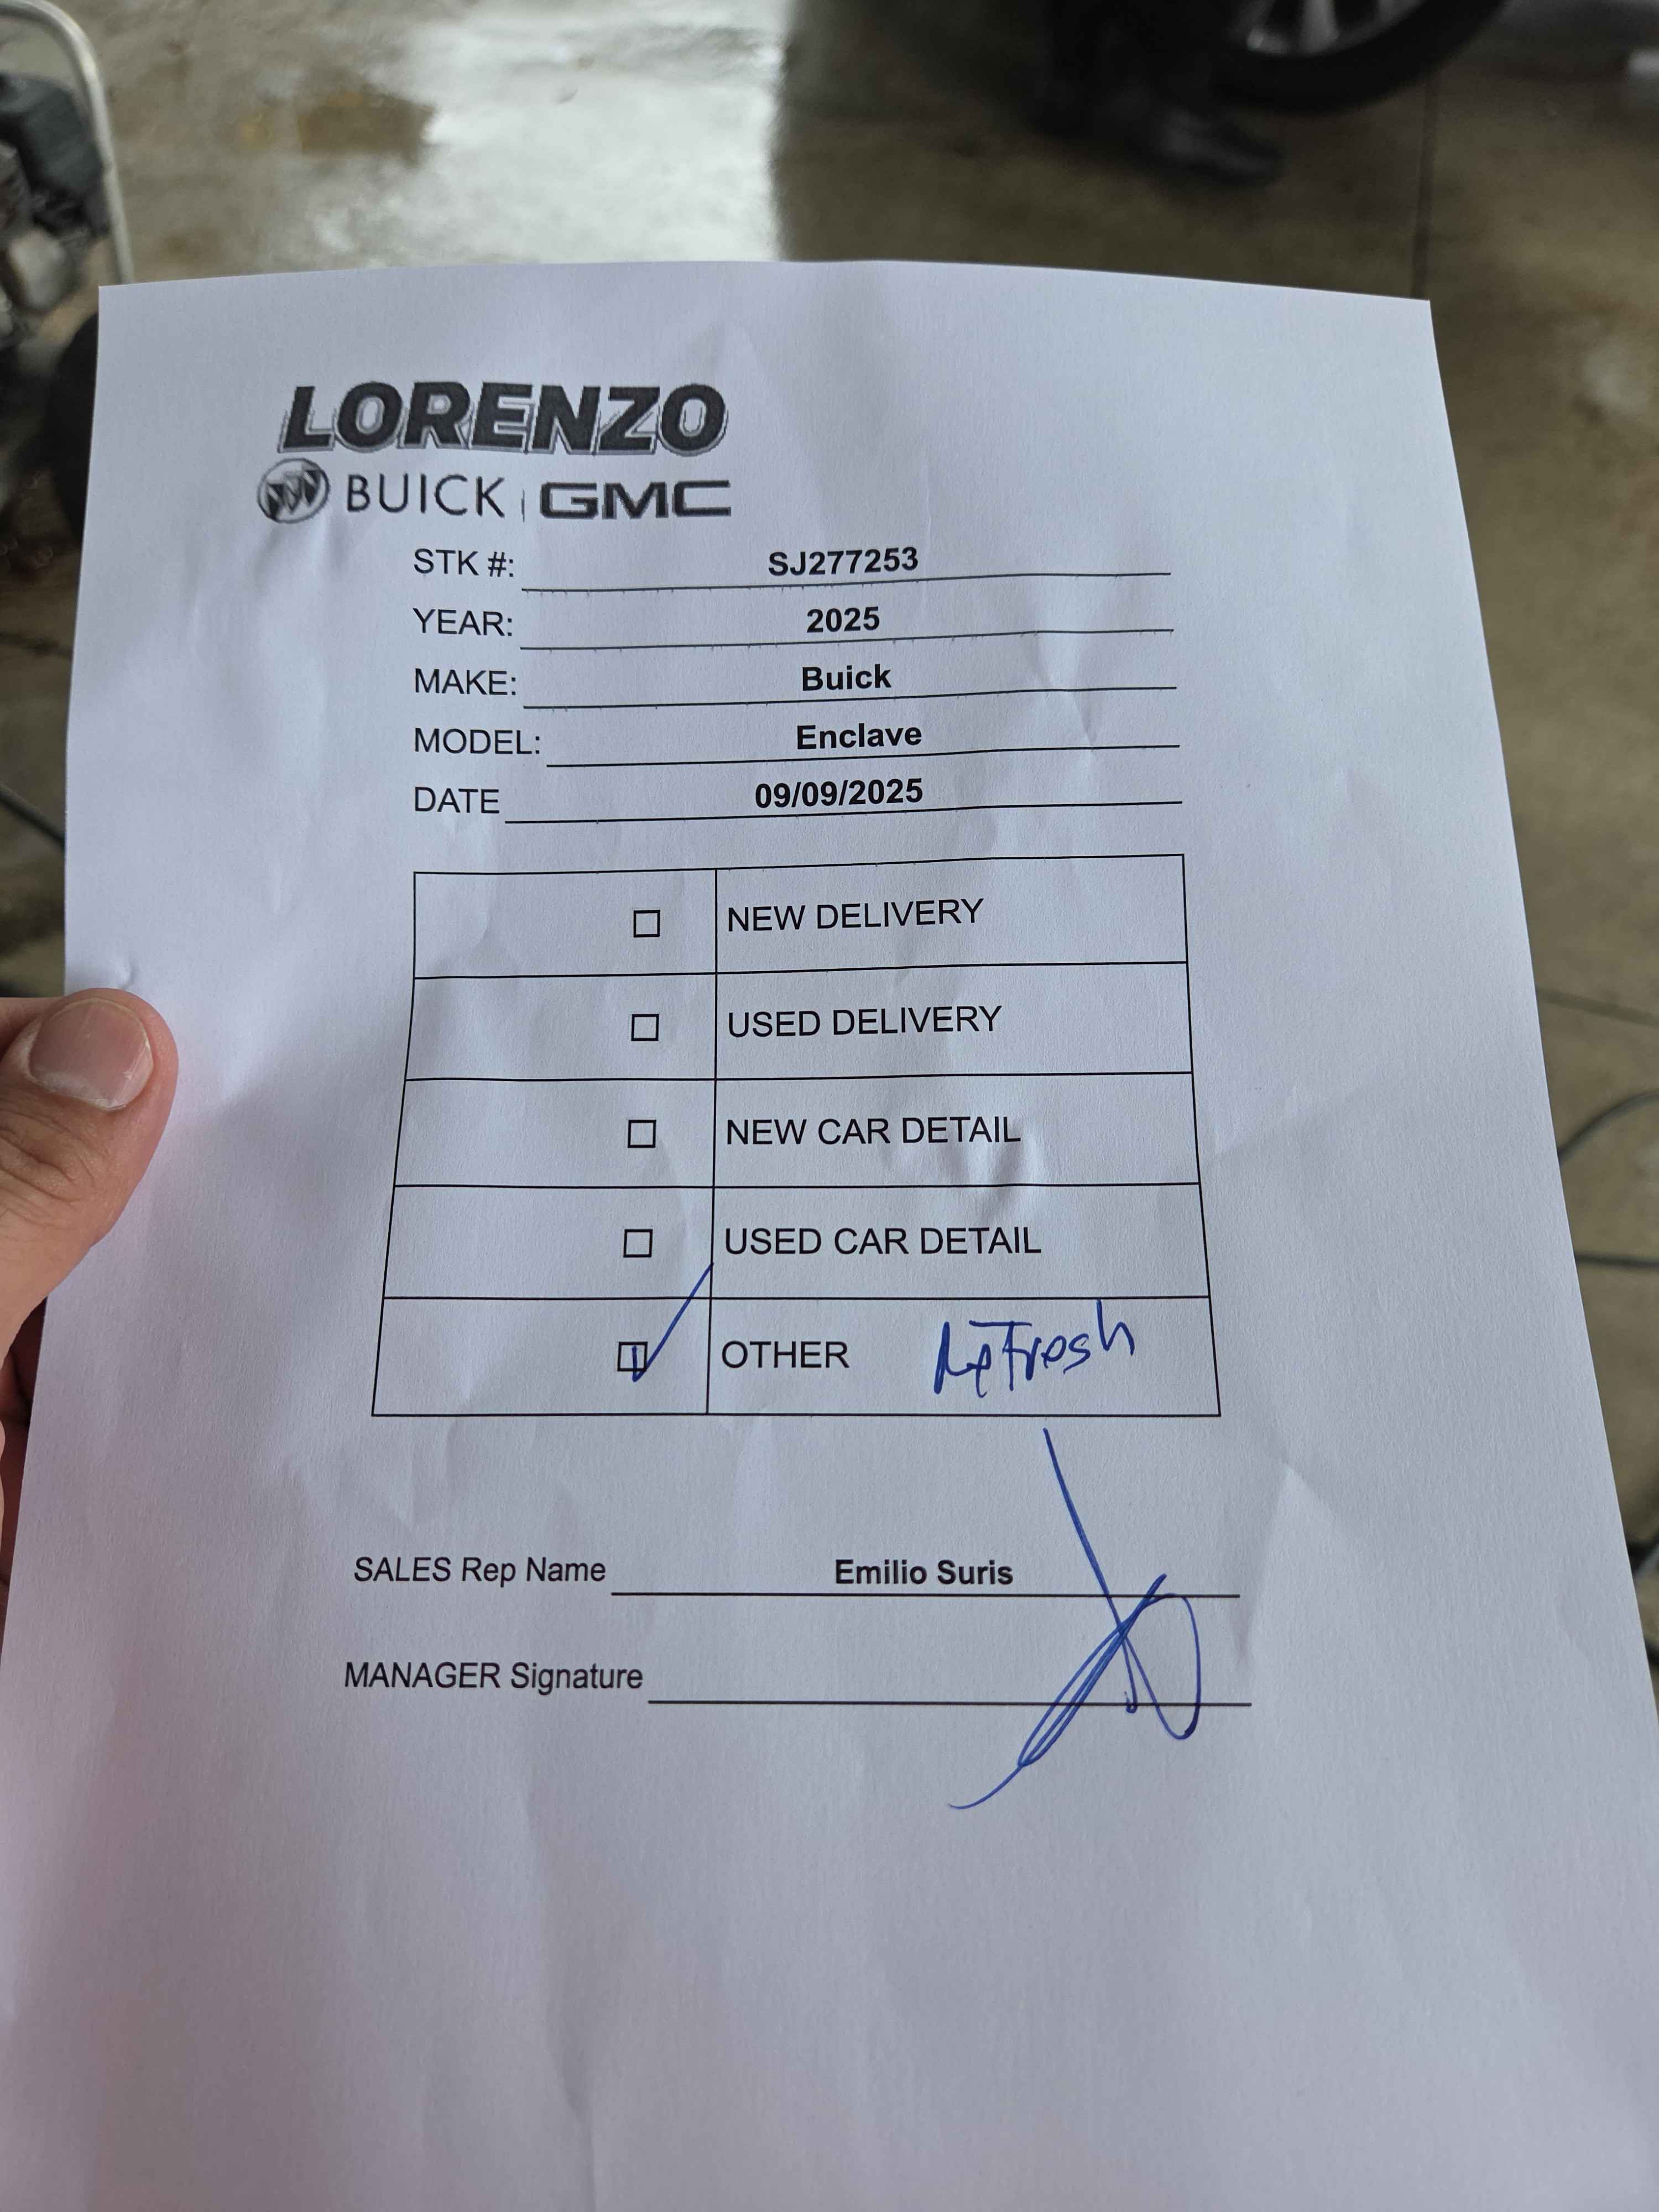 LORENZO
BUICK | GMC
STK #: SJ277253
YEAR: 2025
MAKE: Buick
MODEL: Enclave
DATE 09/09/2025
NEW DELIVERY
USED DELIVERY
NEW CAR DETAIL
USED CAR DETAIL
OTHER ReFresh
SALES Rep Name Emilio Suris
MANAGER Signature